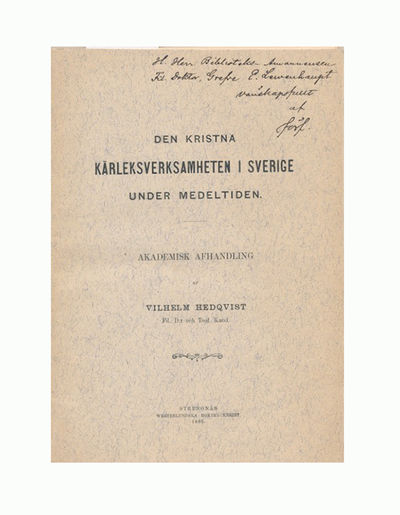 H. Herr Biblioteks-Amanuensen
Fil. Doktor, Grefve E. Lewenhaupt
vänskapsfullt
af
förf.
DEN KRISTNA
KÄRLEKSVERKSAMHETEN I SVERIGE
UNDER MEDELTIDEN.
AKADEMISK AFHANDLING
AF
VILHELM HEDQVIST
Fil. D:r och Teol. Kand.
STRENGNÄS
WESTERLUNDSKA BOKTRYCKERIET